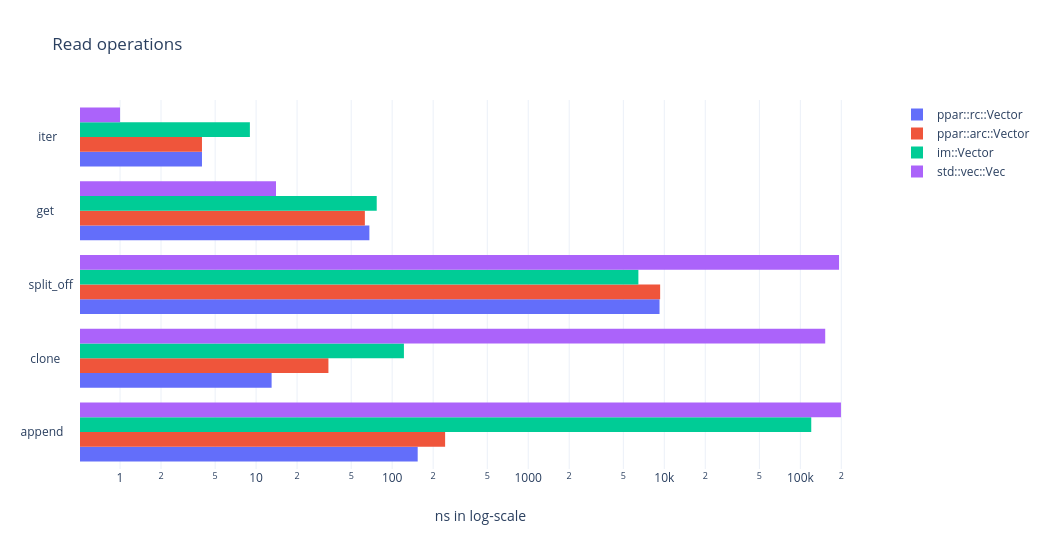 Read operations
ppar::rc::Vector
ppar::arc::Vector
im::Vector
std::vec::Vec
iter
get
split_off
clone
append
1 2 5 10 2 5 100 2 5 1000 2 5 10k 2 5 100k 2
ns in log-scale